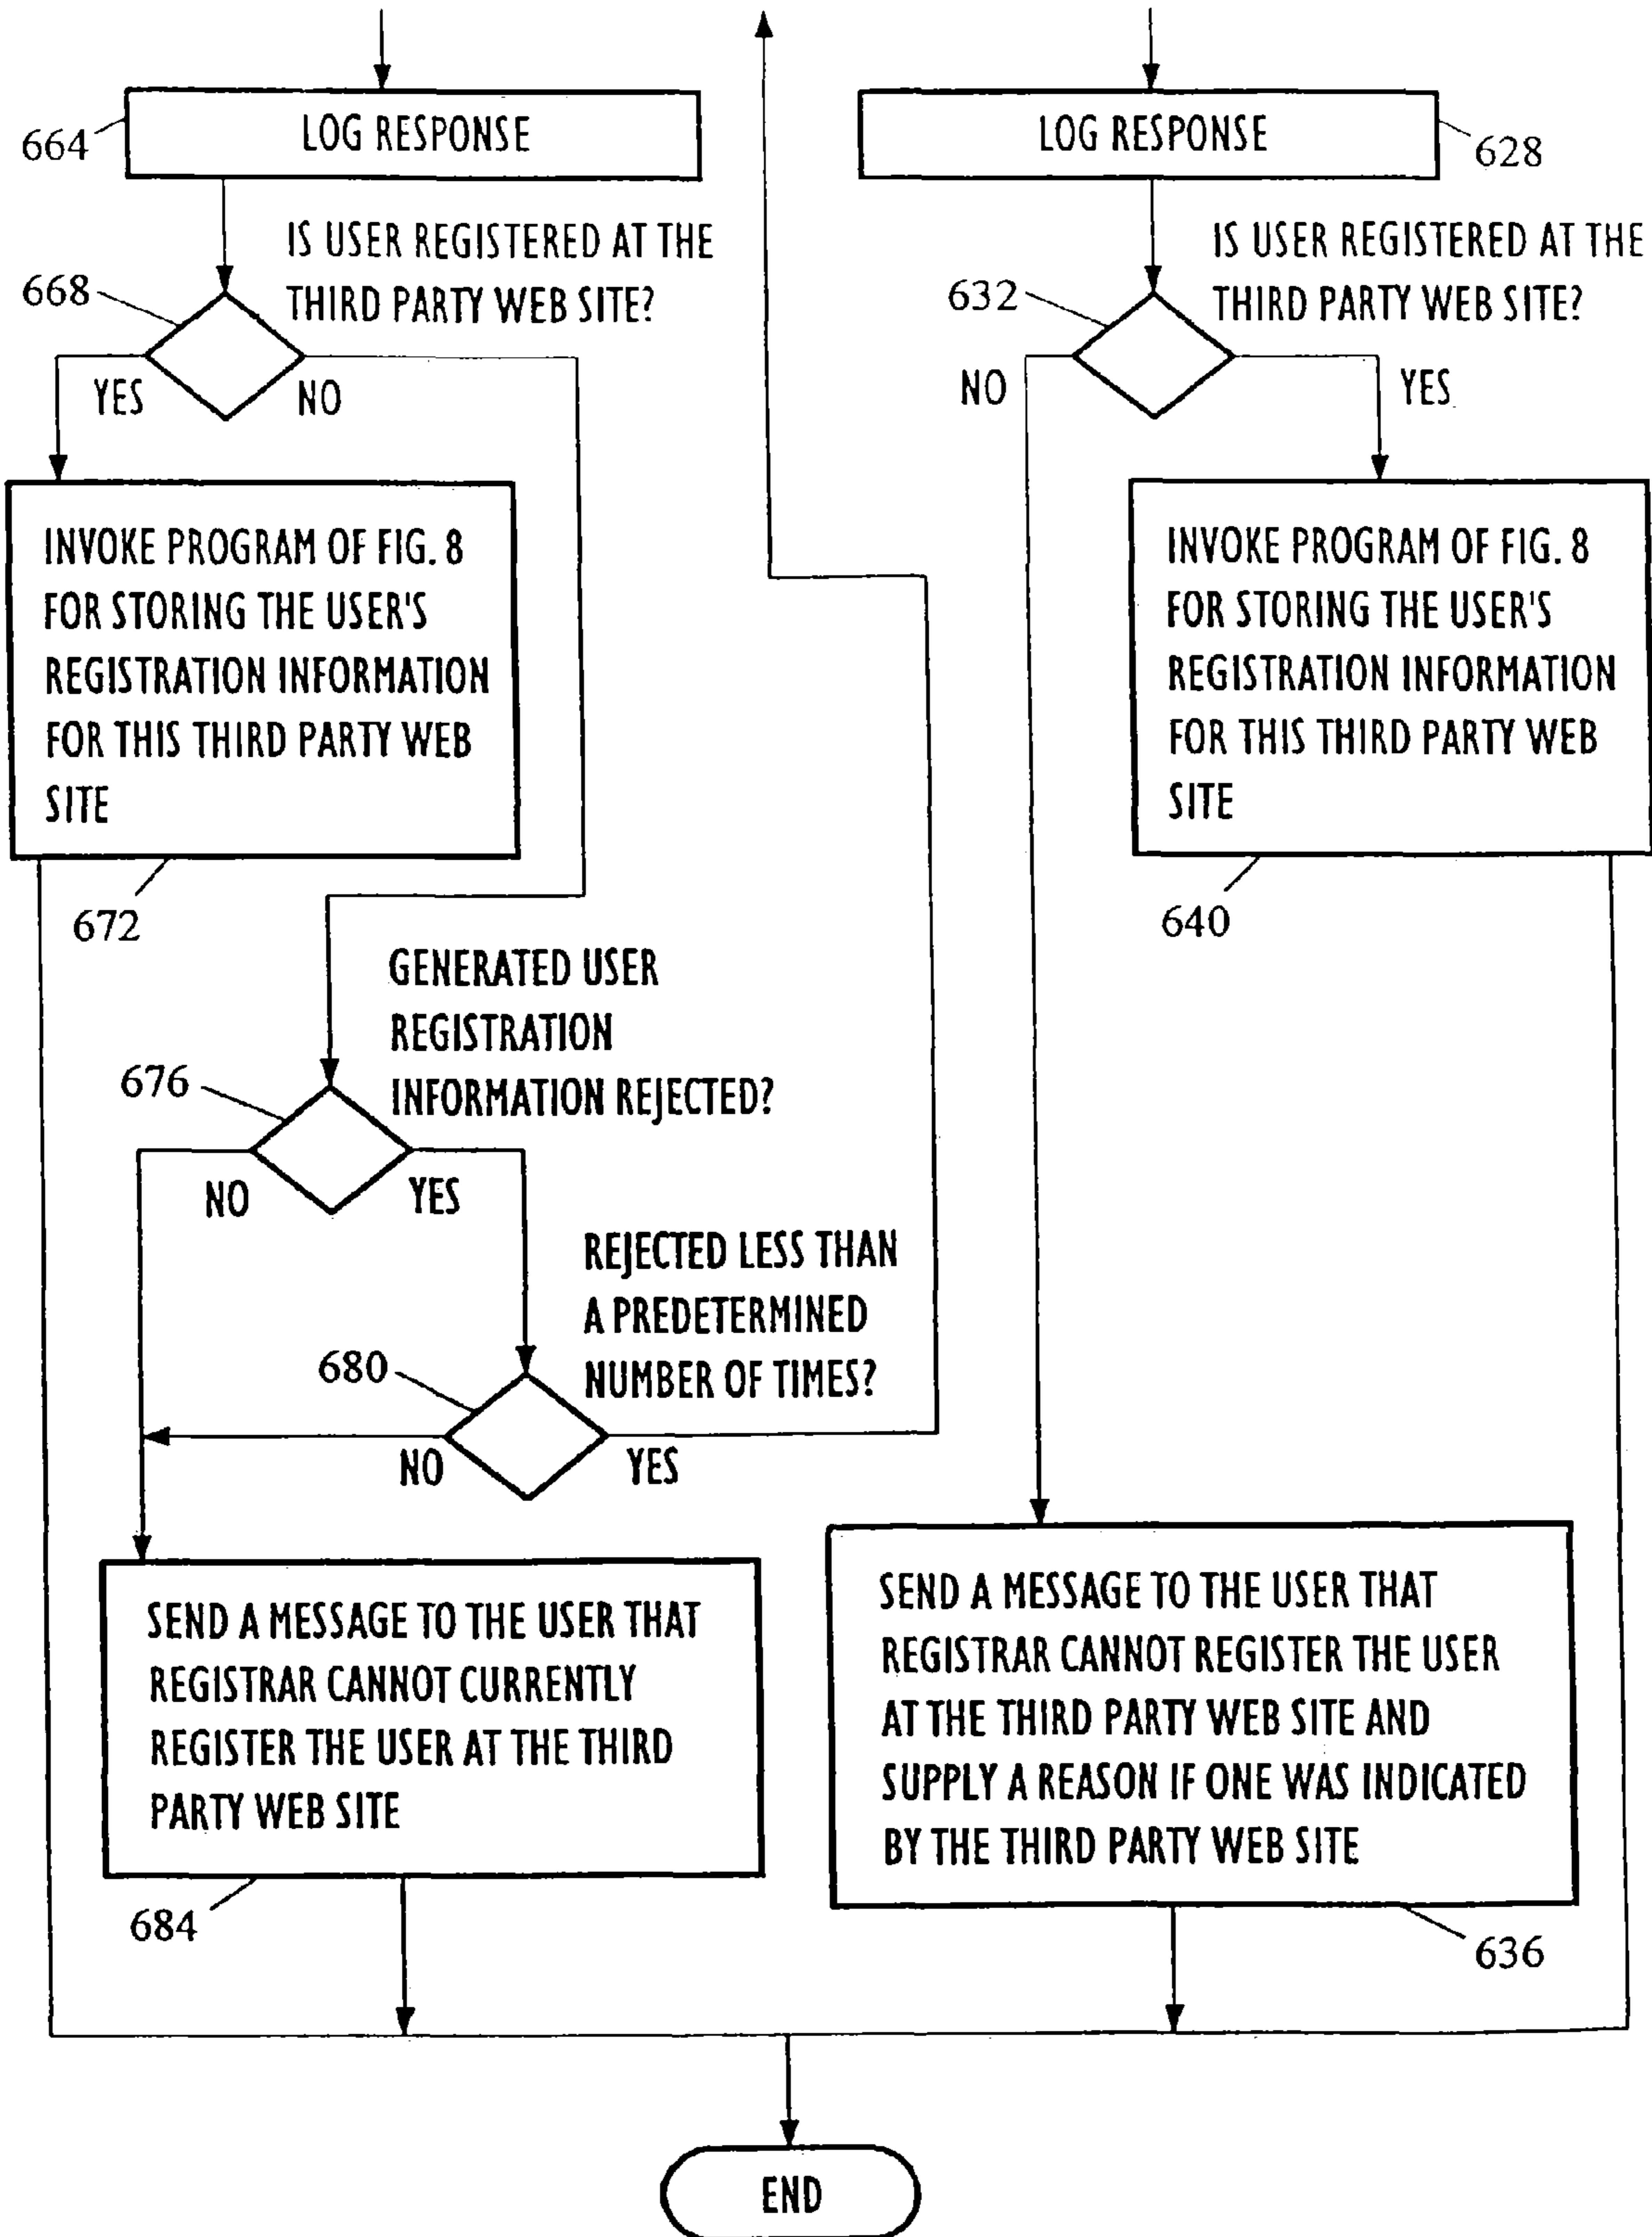 LOG RESPONSE
664
LOG RESPONSE
628
IS USER REGISTERED AT THE
THIRD PARTY WEB SITE?
668
YES
NO
IS USER REGISTERED AT THE
THIRD PARTY WEB SITE?
632
NO
YES
INVOKE PROGRAM OF FIG. 8
FOR STORING THE USER'S
REGISTRATION INFORMATION
FOR THIS THIRD PARTY WEB
SITE
672
INVOKE PROGRAM OF FIG. 8
FOR STORING THE USER'S
REGISTRATION INFORMATION
FOR THIS THIRD PARTY WEB
SITE
640
GENERATED USER
REGISTRATION
INFORMATION REJECTED?
676
NO
YES
REJECTED LESS THAN
A PREDETERMINED
NUMBER OF TIMES?
680
NO
YES
SEND A MESSAGE TO THE USER THAT
REGISTRAR CANNOT CURRENTLY
REGISTER THE USER AT THE THIRD
PARTY WEB SITE
684
SEND A MESSAGE TO THE USER THAT
REGISTRAR CANNOT REGISTER THE USER
AT THE THIRD PARTY WEB SITE AND
SUPPLY A REASON IF ONE WAS INDICATED
BY THE THIRD PARTY WEB SITE
636
END